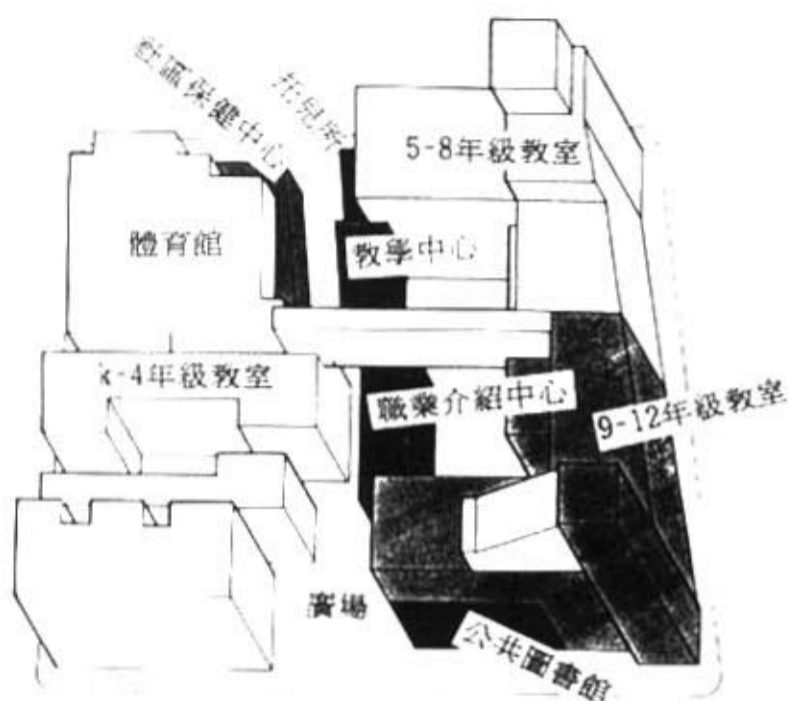 社區保健中心
托兒所
5-8年級教室
體育館
教學中心
k-4年級教室
職業介紹中心
9-12年級教室
廣場
公共圖書館